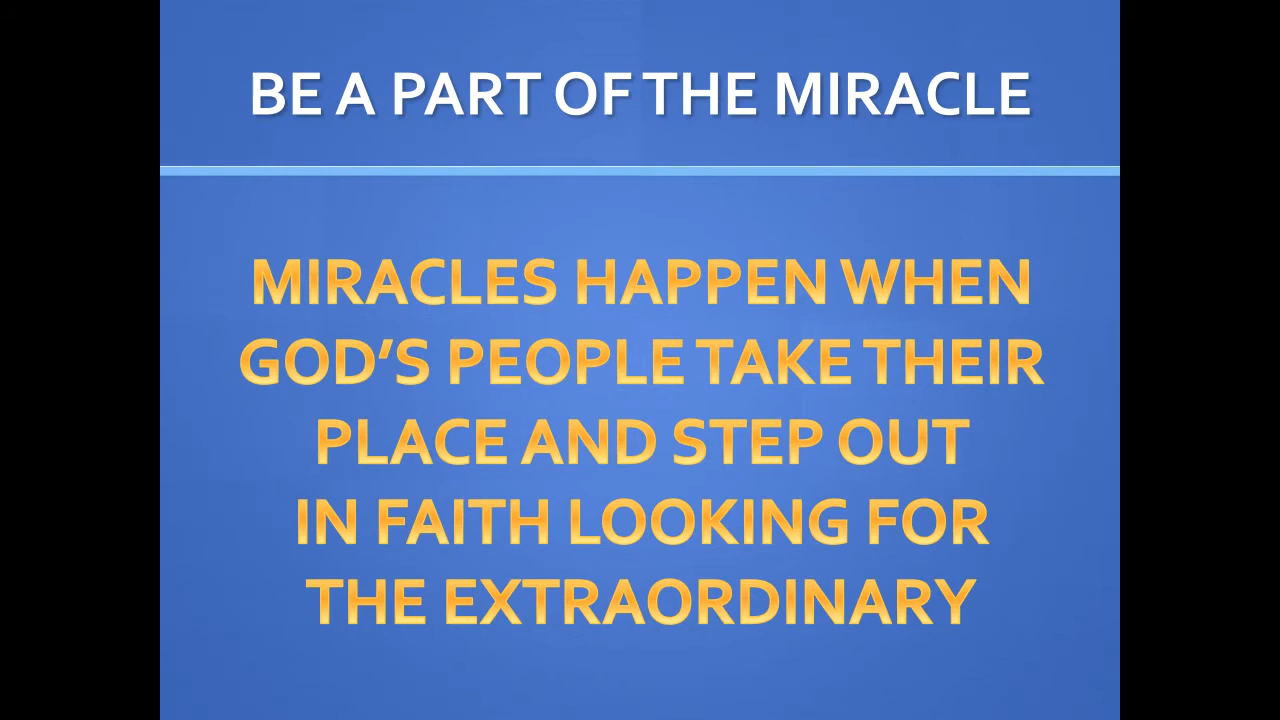 BE A PART OF THE MIRACLE
MIRACLES HAPPEN WHEN
GOD’S PEOPLE TAKE THEIR
PLACE AND STEP OUT
IN FAITH LOOKING FOR
THE EXTRAORDINARY